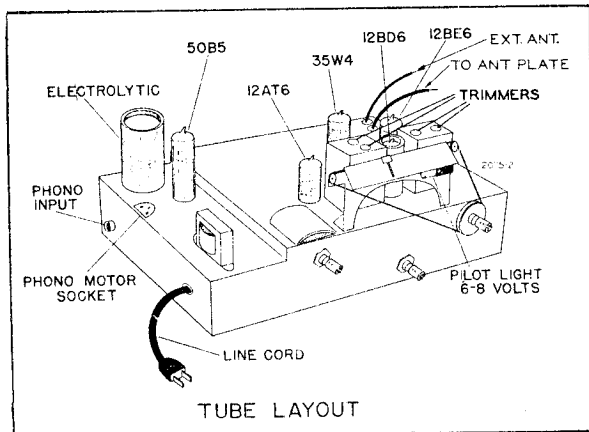 12BD6
12BE6
EXT. ANT.
50B5
35W4
TO ANT PLATE
ELECTROLYTIC
12AT6
TRIMMERS
PHONO
INPUT
PHONO MOTOR
SOCKET
PILOT LIGHT
6-8 VOLTS
LINE CORD
TUBE LAYOUT